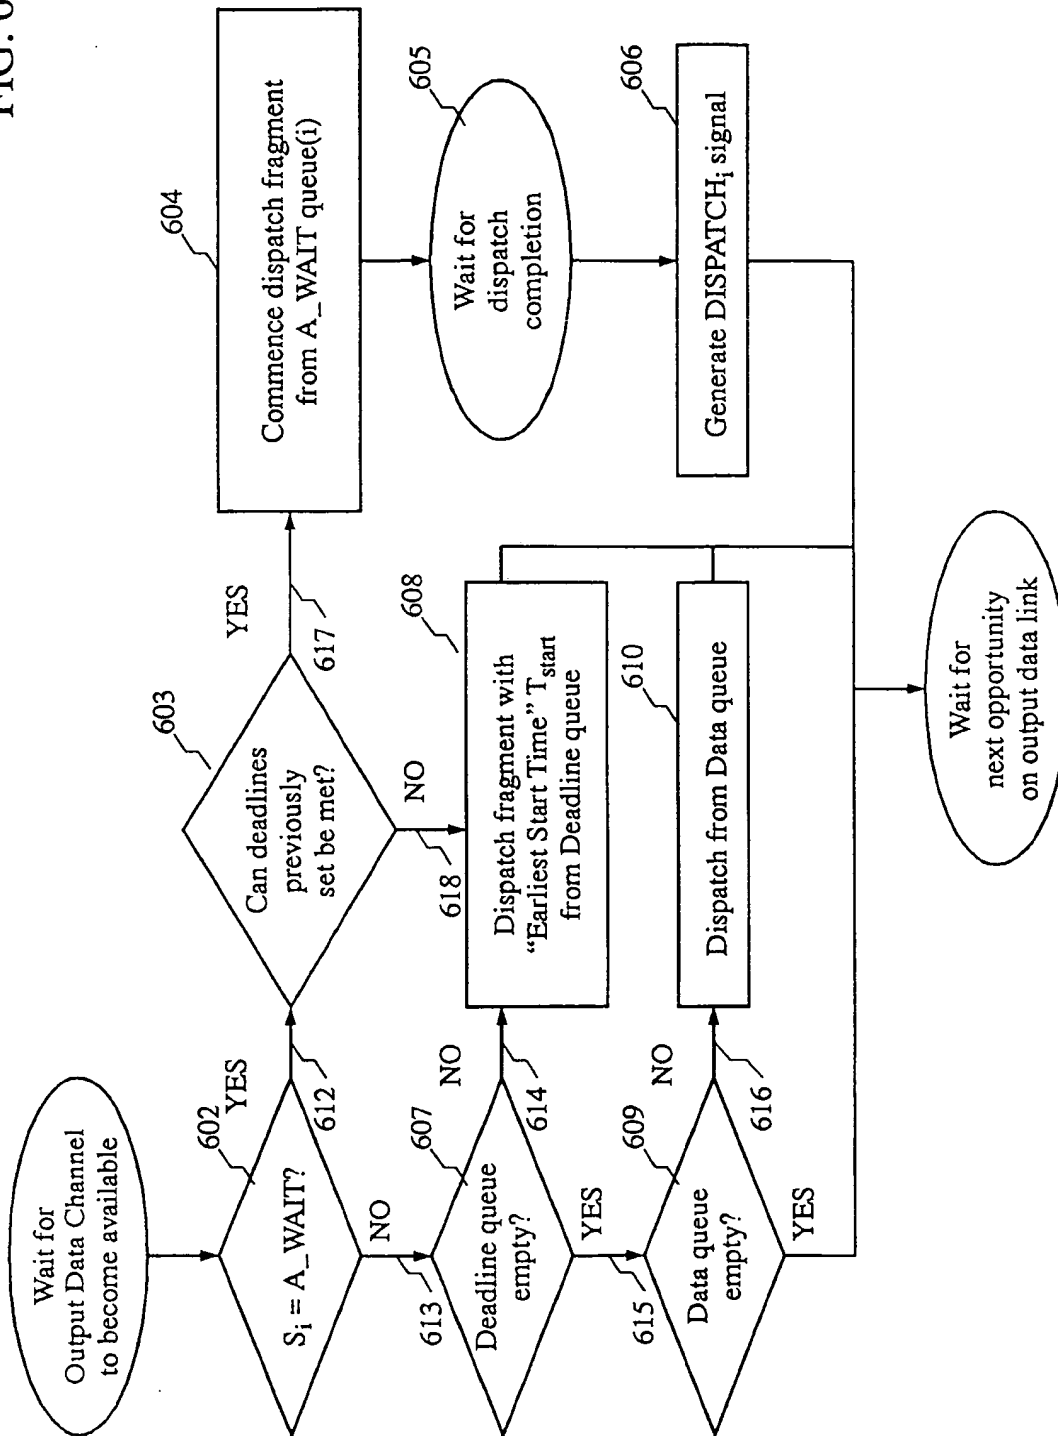 FIG. 6
Wait for
Output Data Channel
to become available
602
S_i = A_WAIT?
YES
612
NO
613
603
Can deadlines
previously
set be met?
YES
617
NO
618
604
Commence dispatch fragment
from A_WAIT queue(i)
605
Wait for
dispatch
completion
606
Generate DISPATCH_i signal
607
Deadline queue
empty?
NO
614
YES
615
608
Dispatch fragment with
“Earliest Start Time” T_start
from Deadline queue
609
Data queue
empty?
NO
616
YES
610
Dispatch from Data queue
Wait for
next opportunity
on output data link